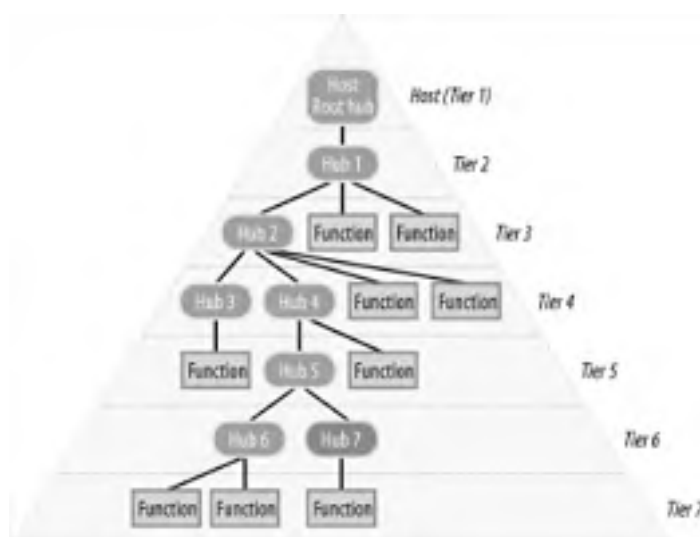 Host
Root hub
Host (Tier 1)
Hub 1
Tier 2
Hub 2
Function
Function
Tier 3
Hub 3
Hub 4
Function
Function
Tier 4
Function
Hub 5
Function
Tier 5
Hub 6
Hub 7
Tier 6
Function
Function
Function
Tier 7